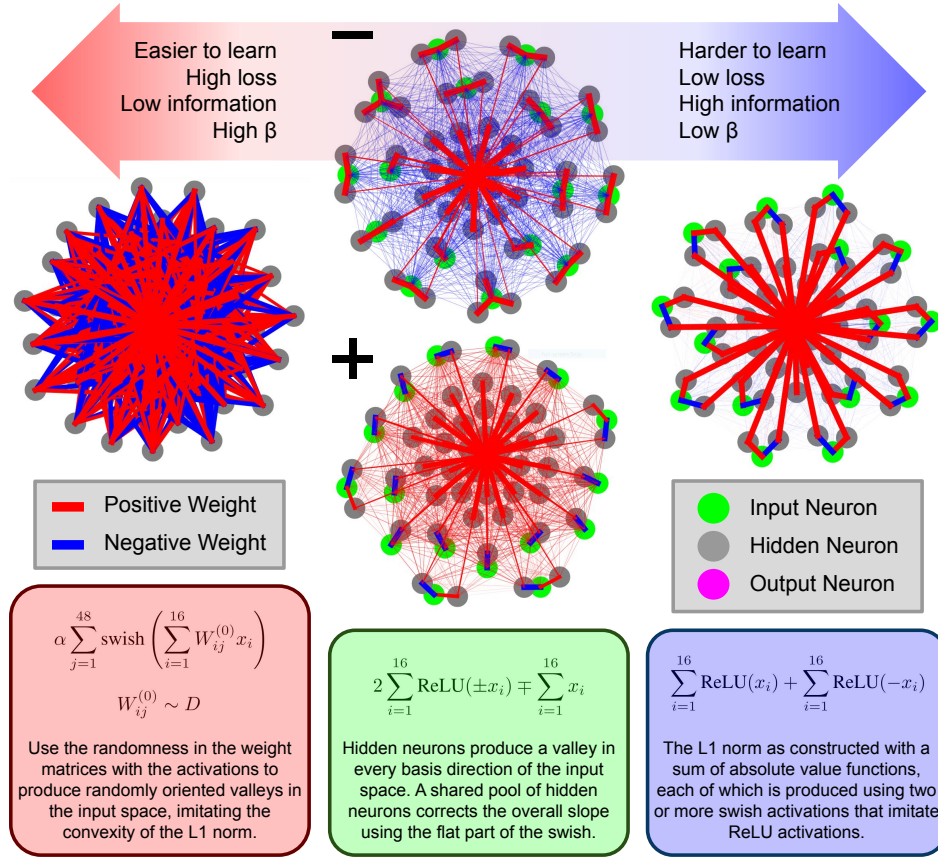 Easier to learn
High loss
Low information
High β
−
Harder to learn
Low loss
High information
Low β
+
Positive Weight
Negative Weight
Input Neuron
Hidden Neuron
Output Neuron
α ∑_{j=1}^{48} swish ( ∑_{i=1}^{16} W_{ij}^{(0)} x_i )
W_{ij}^{(0)} ∼ D
Use the randomness in the weight
matrices with the activations to
produce randomly oriented valleys in
the input space, imitating the
convexity of the L1 norm.
2 ∑_{i=1}^{16} ReLU(±x_i) ∓ ∑_{i=1}^{16} x_i
Hidden neurons produce a valley in
every basis direction of the input
space. A shared pool of hidden
neurons corrects the overall slope
using the flat part of the swish.
∑_{i=1}^{16} ReLU(x_i) + ∑_{i=1}^{16} ReLU(−x_i)
The L1 norm as constructed with a
sum of absolute value functions,
each of which is produced using two
or more swish activations that imitate
ReLU activations.